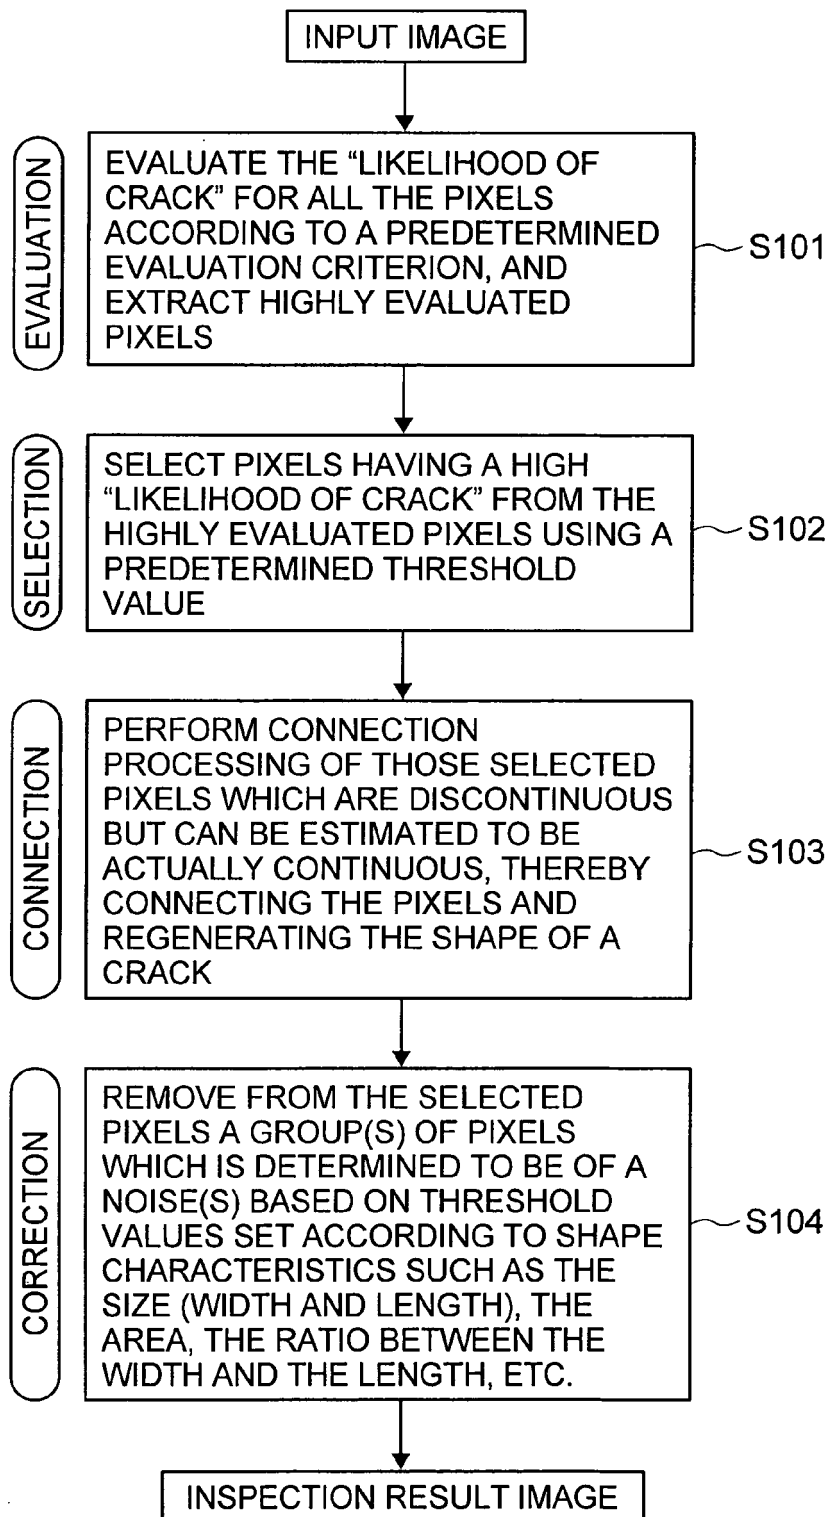 INPUT IMAGE
EVALUATION
EVALUATE THE “LIKELIHOOD OF
CRACK” FOR ALL THE PIXELS
ACCORDING TO A PREDETERMINED
EVALUATION CRITERION, AND
EXTRACT HIGHLY EVALUATED
PIXELS
S101
SELECTION
SELECT PIXELS HAVING A HIGH
“LIKELIHOOD OF CRACK” FROM THE
HIGHLY EVALUATED PIXELS USING A
PREDETERMINED THRESHOLD
VALUE
S102
CONNECTION
PERFORM CONNECTION
PROCESSING OF THOSE SELECTED
PIXELS WHICH ARE DISCONTINUOUS
BUT CAN BE ESTIMATED TO BE
ACTUALLY CONTINUOUS, THEREBY
CONNECTING THE PIXELS AND
REGENERATING THE SHAPE OF A
CRACK
S103
CORRECTION
REMOVE FROM THE SELECTED
PIXELS A GROUP(S) OF PIXELS
WHICH IS DETERMINED TO BE OF A
NOISE(S) BASED ON THRESHOLD
VALUES SET ACCORDING TO SHAPE
CHARACTERISTICS SUCH AS THE
SIZE (WIDTH AND LENGTH), THE
AREA, THE RATIO BETWEEN THE
WIDTH AND THE LENGTH, ETC.
S104
INSPECTION RESULT IMAGE